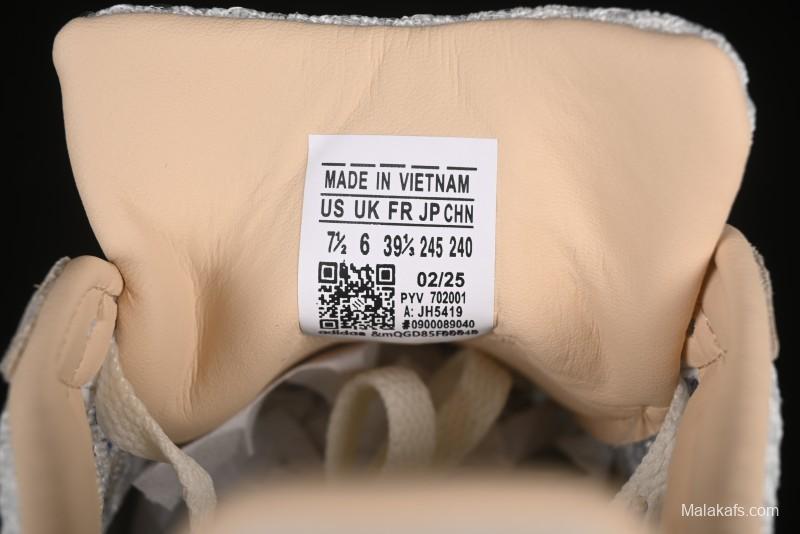 MADE IN VIETNAM
US UK FR JP CHN
7½ 6 39⅓ 245 240
02/25
PYV 702001
A: JH5419
#0900089040
adidas
Malakafs.com